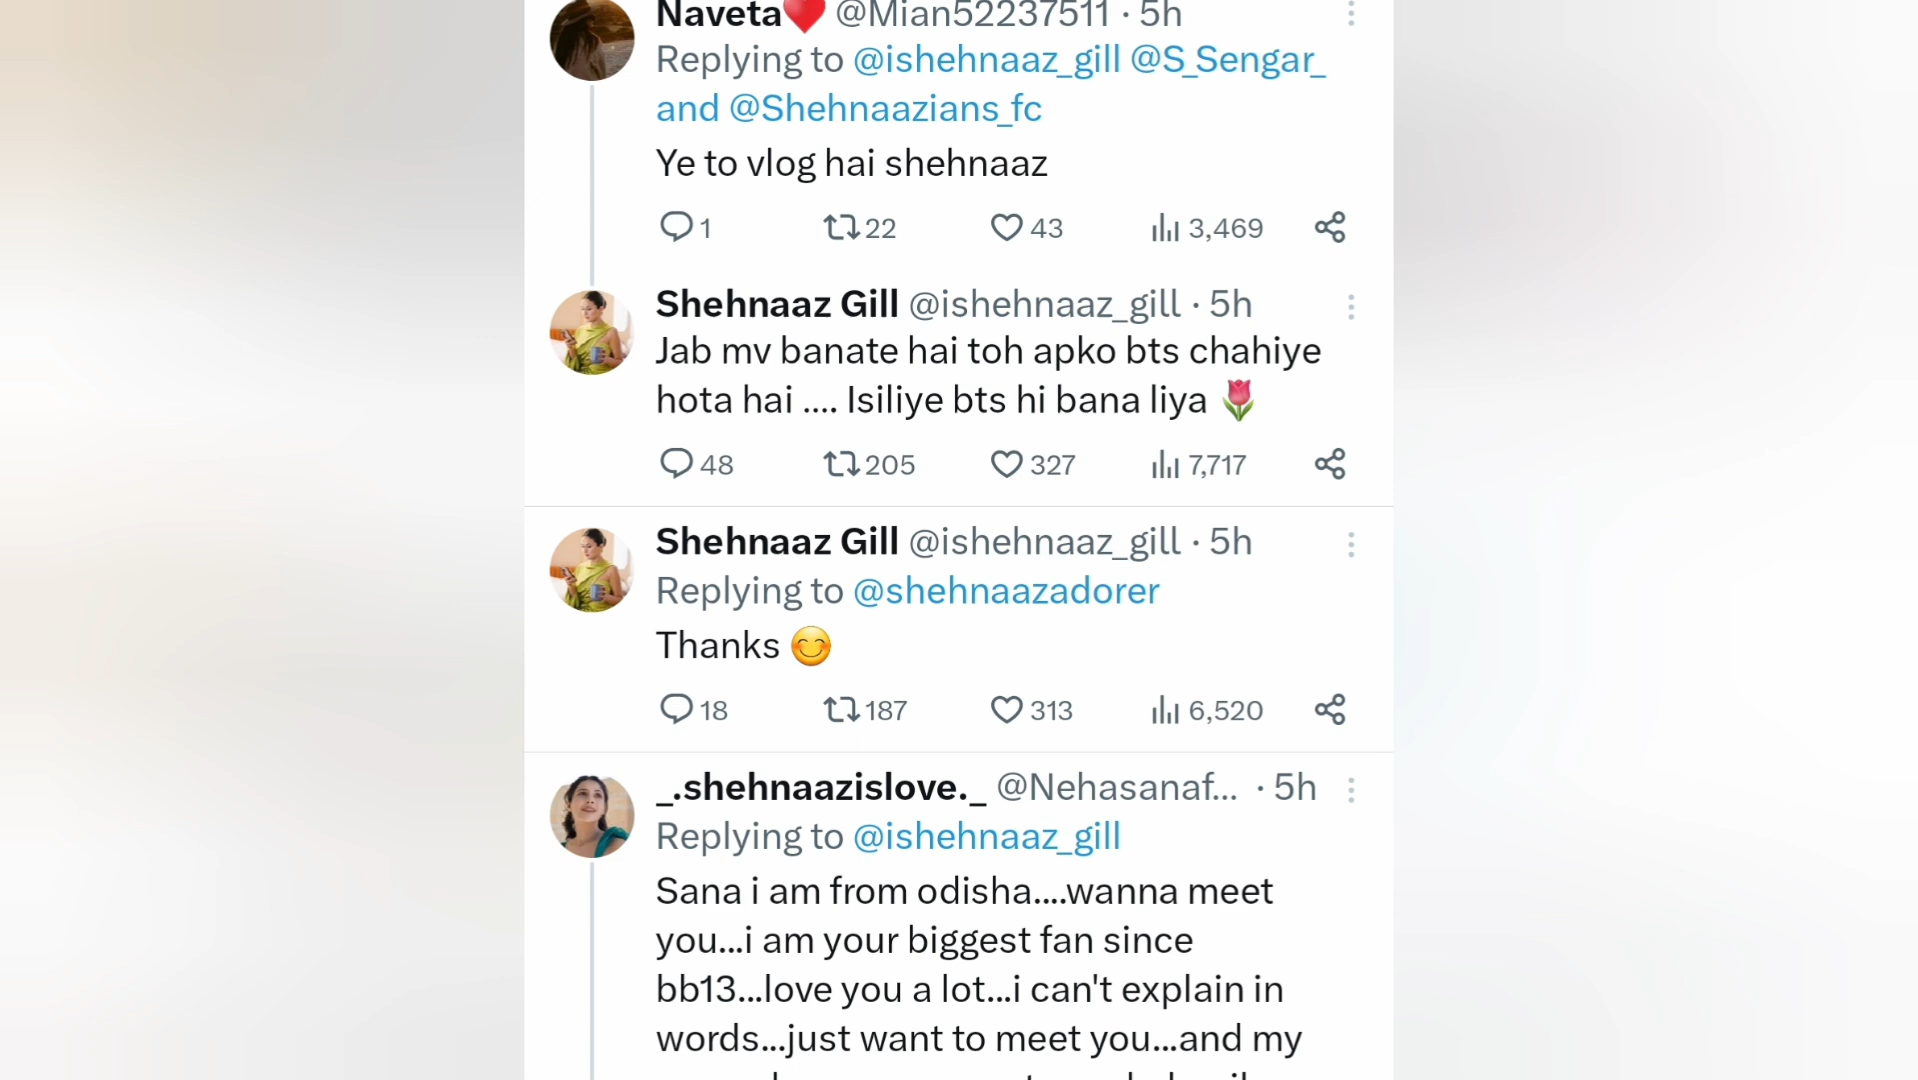 Naveta❤️ @Mian52237511 · 5h
Replying to @ishehnaaz_gill @S_Sengar_
and @Shehnaazians_fc
Ye to vlog hai shehnaaz
1 22 43 3,469
Shehnaaz Gill @ishehnaaz_gill · 5h
Jab mv banate hai toh apko bts chahiye
hota hai .... Isiliye bts hi bana liya 🌷
48 205 327 7,717
Shehnaaz Gill @ishehnaaz_gill · 5h
Replying to @shehnaazadorer
Thanks 😊
18 187 313 6,520
_.shehnaazislove._ @Nehasanaf... · 5h
Replying to @ishehnaaz_gill
Sana i am from odisha....wanna meet
you...i am your biggest fan since
bb13...love you a lot...i can't explain in
words...just want to meet you...and my